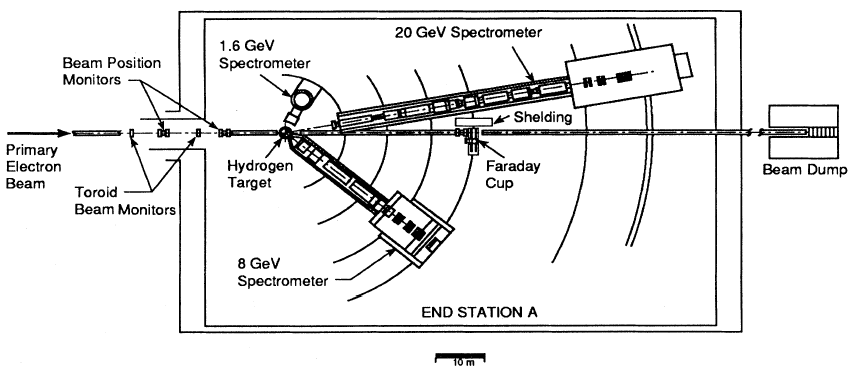 1.6 GeV
Spectrometer
20 GeV Spectrometer
Beam Position
Monitors
Shelding
Primary
Electron
Beam
Hydrogen
Target
Faraday
Cup
Beam Dump
Toroid
Beam Monitors
8 GeV
Spectrometer
END STATION A
10 m